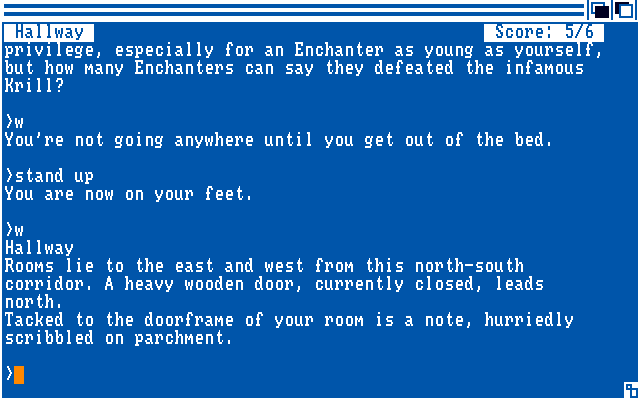 Hallway Score: 5/6
privilege, especially for an Enchanter as young as yourself,
but how many Enchanters can say they defeated the infamous
Krill?
>w
You're not going anywhere until you get out of the bed.
>stand up
You are now on your feet.
>w
Hallway
Rooms lie to the east and west from this north-south
corridor. A heavy wooden door, currently closed, leads
north.
Tacked to the doorframe of your room is a note, hurriedly
scribbled on parchment.
>